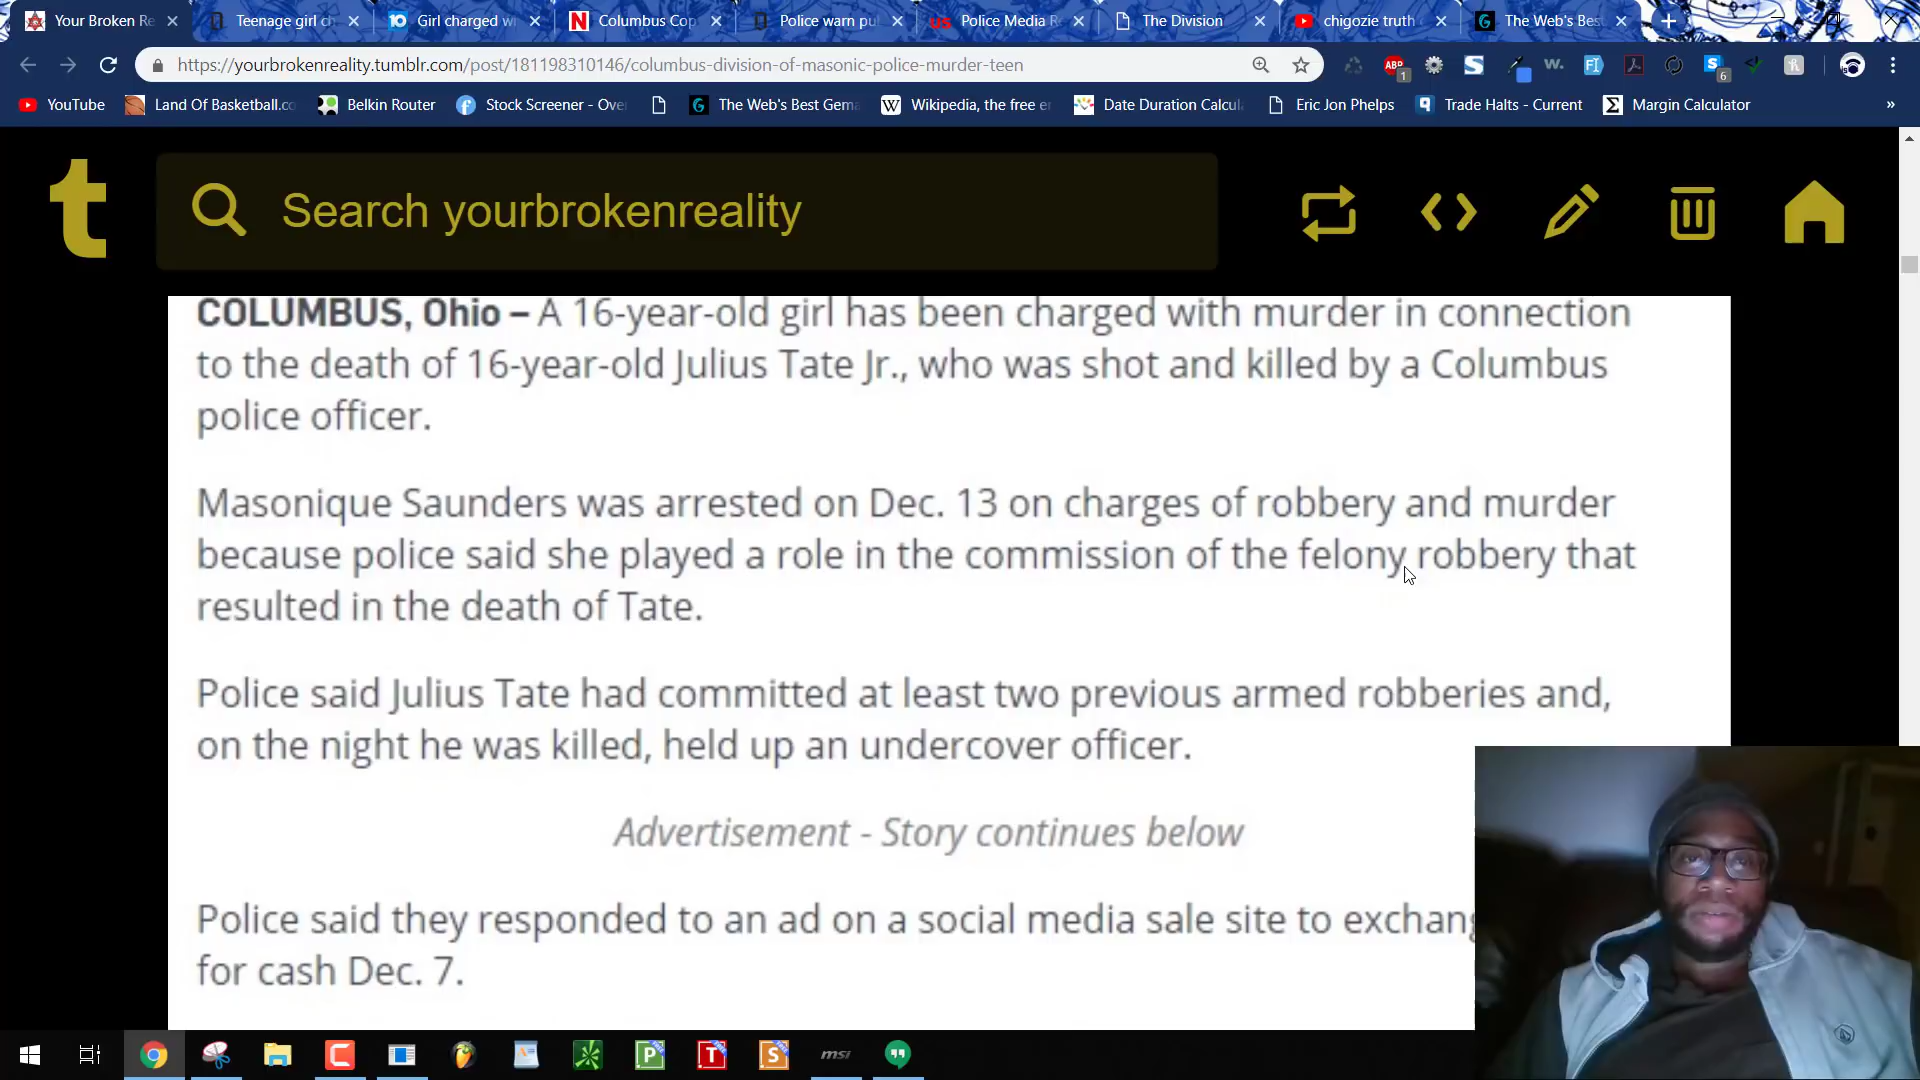 Your Broken Re
Teenage girl c
Girl charged w
Columbus Cop
Police warn pu
us Police Media R
The Division
chigozie truth
The Web's Bes
https://yourbrokenreality.tumblr.com/post/181198310146/columbus-division-of-masonic-police-murder-teen
ABP
1
W.
6
YouTube
Land Of Basketball.co
Belkin Router
Stock Screener - Over
The Web's Best Gema
Wikipedia, the free e
Date Duration Calcul
Eric Jon Phelps
Trade Halts - Current
Margin Calculator
»
t
Search yourbrokenreality
COLUMBUS, Ohio – A 16-year-old girl has been charged with murder in connection
to the death of 16-year-old Julius Tate Jr., who was shot and killed by a Columbus
police officer.
Masonique Saunders was arrested on Dec. 13 on charges of robbery and murder
because police said she played a role in the commission of the felony robbery that
resulted in the death of Tate.
Police said Julius Tate had committed at least two previous armed robberies and,
on the night he was killed, held up an undercover officer.
Advertisement - Story continues below
Police said they responded to an ad on a social media sale site to exchang
for cash Dec. 7.
P
T
S
msi